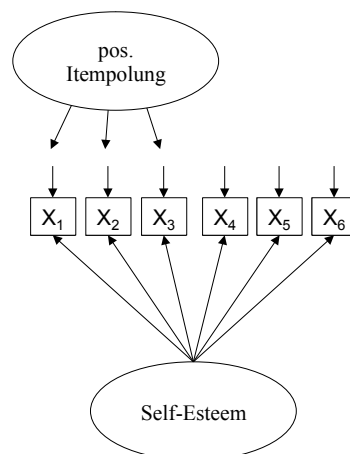 pos.
Itempolung
X₁ X₂ X₃ X₄ X₅ X₆
Self-Esteem